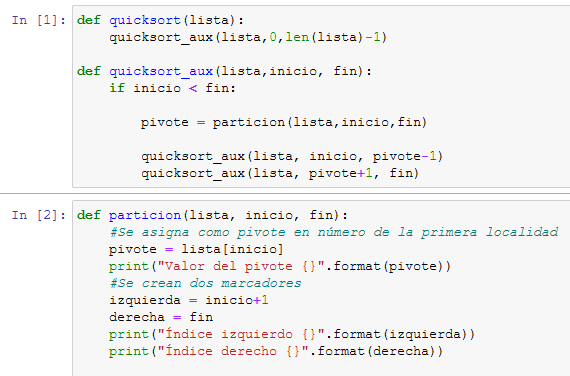 In [1]: def quicksort(lista):
    quicksort_aux(lista,0,len(lista)-1)
def quicksort_aux(lista,inicio, fin):
    if inicio < fin:
        pivote = particion(lista,inicio,fin)
        quicksort_aux(lista, inicio, pivote-1)
        quicksort_aux(lista, pivote+1, fin)
In [2]: def particion(lista, inicio, fin):
    #Se asigna como pivote en número de la primera localidad
    pivote = lista[inicio]
    print("Valor del pivote {}".format(pivote))
    #Se crean dos marcadores
    izquierda = inicio+1
    derecha = fin
    print("Índice izquierdo {}".format(izquierda))
    print("Índice derecho {}".format(derecha))